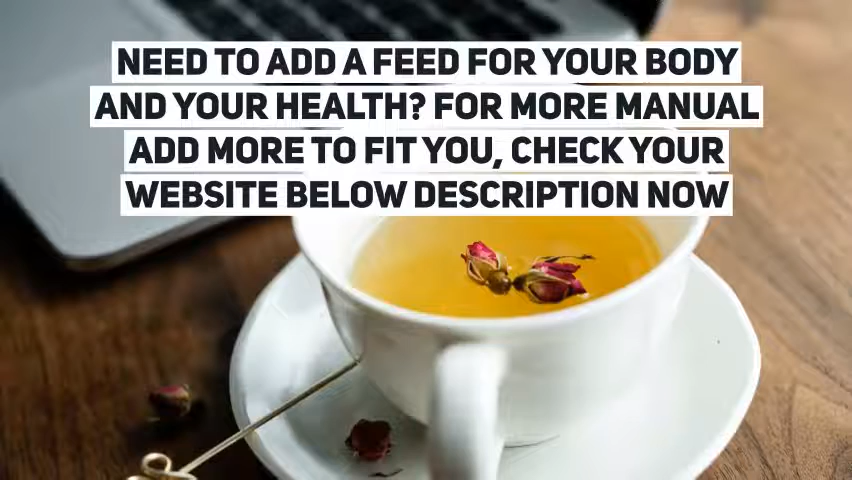 NEED TO ADD A FEED FOR YOUR BODY
AND YOUR HEALTH? FOR MORE MANUAL
ADD MORE TO FIT YOU, CHECK YOUR
WEBSITE BELOW DESCRIPTION NOW